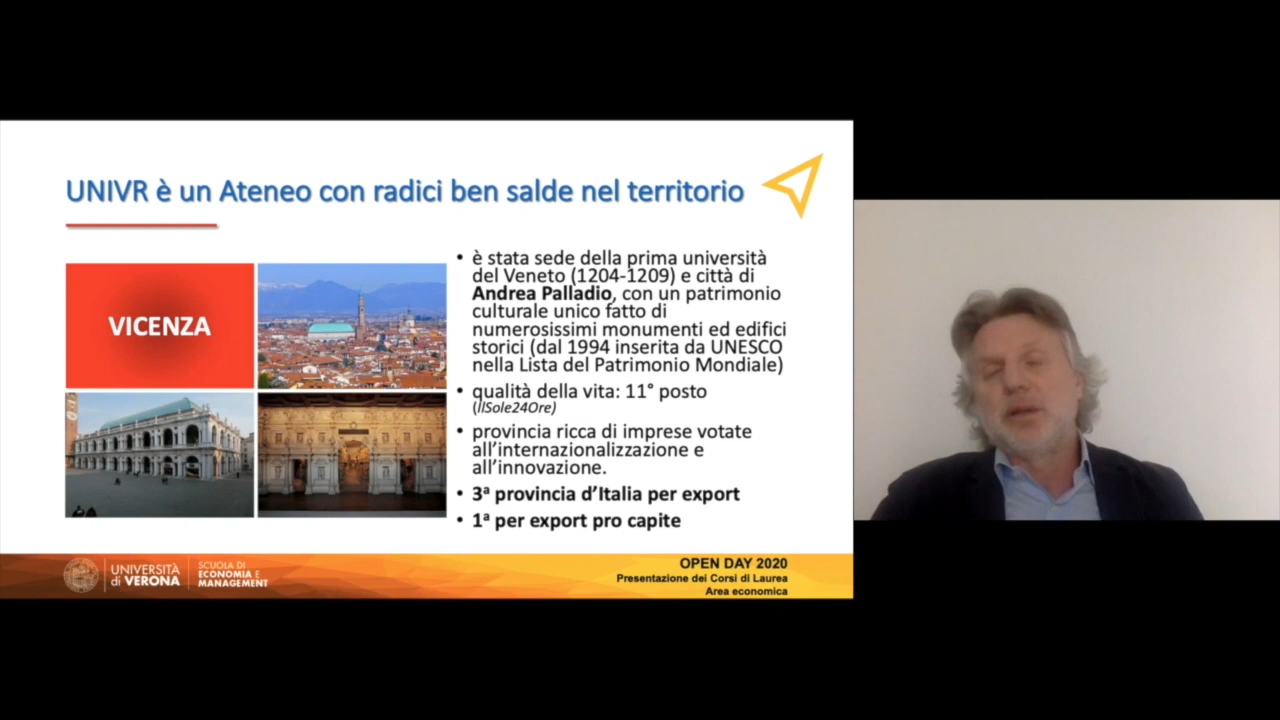 UNIVR è un Ateneo con radici ben salde nel territorio
VICENZA
• è stata sede della prima università
del Veneto (1204-1209) e città di
Andrea Palladio, con un patrimonio
culturale unico fatto di
numerosissimi monumenti ed edifici
storici (dal 1994 inserita da UNESCO
nella Lista del Patrimonio Mondiale)
• qualità della vita: 11° posto
(IlSole24Ore)
• provincia ricca di imprese votate
all’internazionalizzazione e
all’innovazione.
• 3ª provincia d’Italia per export
• 1ª per export pro capite
UNIVERSITÀ
di VERONA
SCUOLA DI
ECONOMIA E
MANAGEMENT
OPEN DAY 2020
Presentazione dei Corsi di Laurea
Area economica